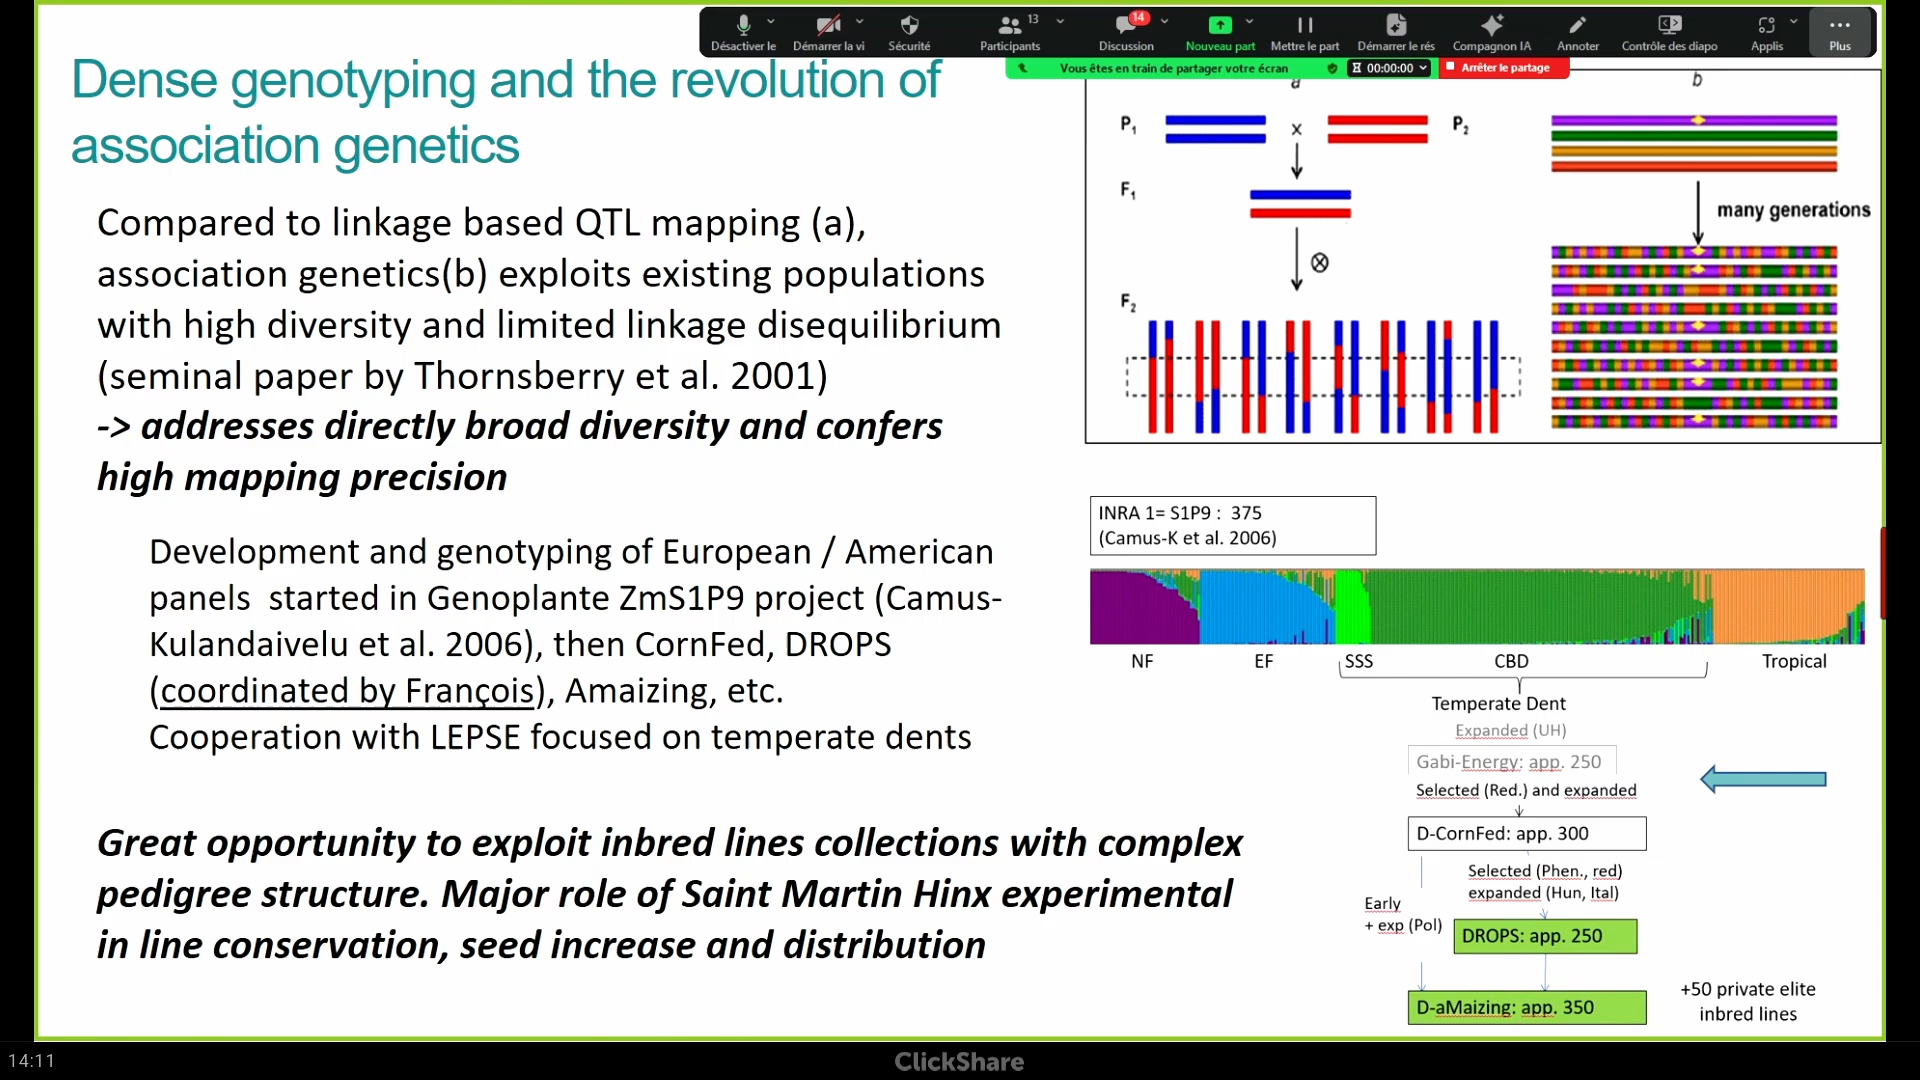 Désactiver le
Démarrer la vi
Sécurité
13
Participants
14
Discussion
Nouveau part
Mettre le part
Démarrer le rés
Compagnon IA
Annoter
Contrôle des diapo
Applis
Plus
Vous êtes en train de partager votre écran
00:00:00
Arrêter le partage
Dense genotyping and the revolution of
association genetics
Compared to linkage based QTL mapping (a),
association genetics(b) exploits existing populations
with high diversity and limited linkage disequilibrium
(seminal paper by Thornsberry et al. 2001)
-> addresses directly broad diversity and confers
high mapping precision
Development and genotyping of European / American
panels started in Genoplante ZmS1P9 project (Camus-
Kulandaivelu et al. 2006), then CornFed, DROPS
(coordinated by François), Amaizing, etc.
Cooperation with LEPSE focused on temperate dents
Great opportunity to exploit inbred lines collections with complex
pedigree structure. Major role of Saint Martin Hinx experimental
in line conservation, seed increase and distribution
a
b
P1
x
P2
F1
F2
many generations
INRA 1= S1P9 : 375
(Camus-K et al. 2006)
NF
EF
SSS
CBD
Tropical
Temperate Dent
Expanded (UH)
Gabi-Energy: app. 250
Selected (Red.) and expanded
D-CornFed: app. 300
Selected (Phen., red)
expanded (Hun, Ital)
Early
+ exp (Pol)
DROPS: app. 250
D-aMaizing: app. 350
+50 private elite
inbred lines
14:11
ClickShare